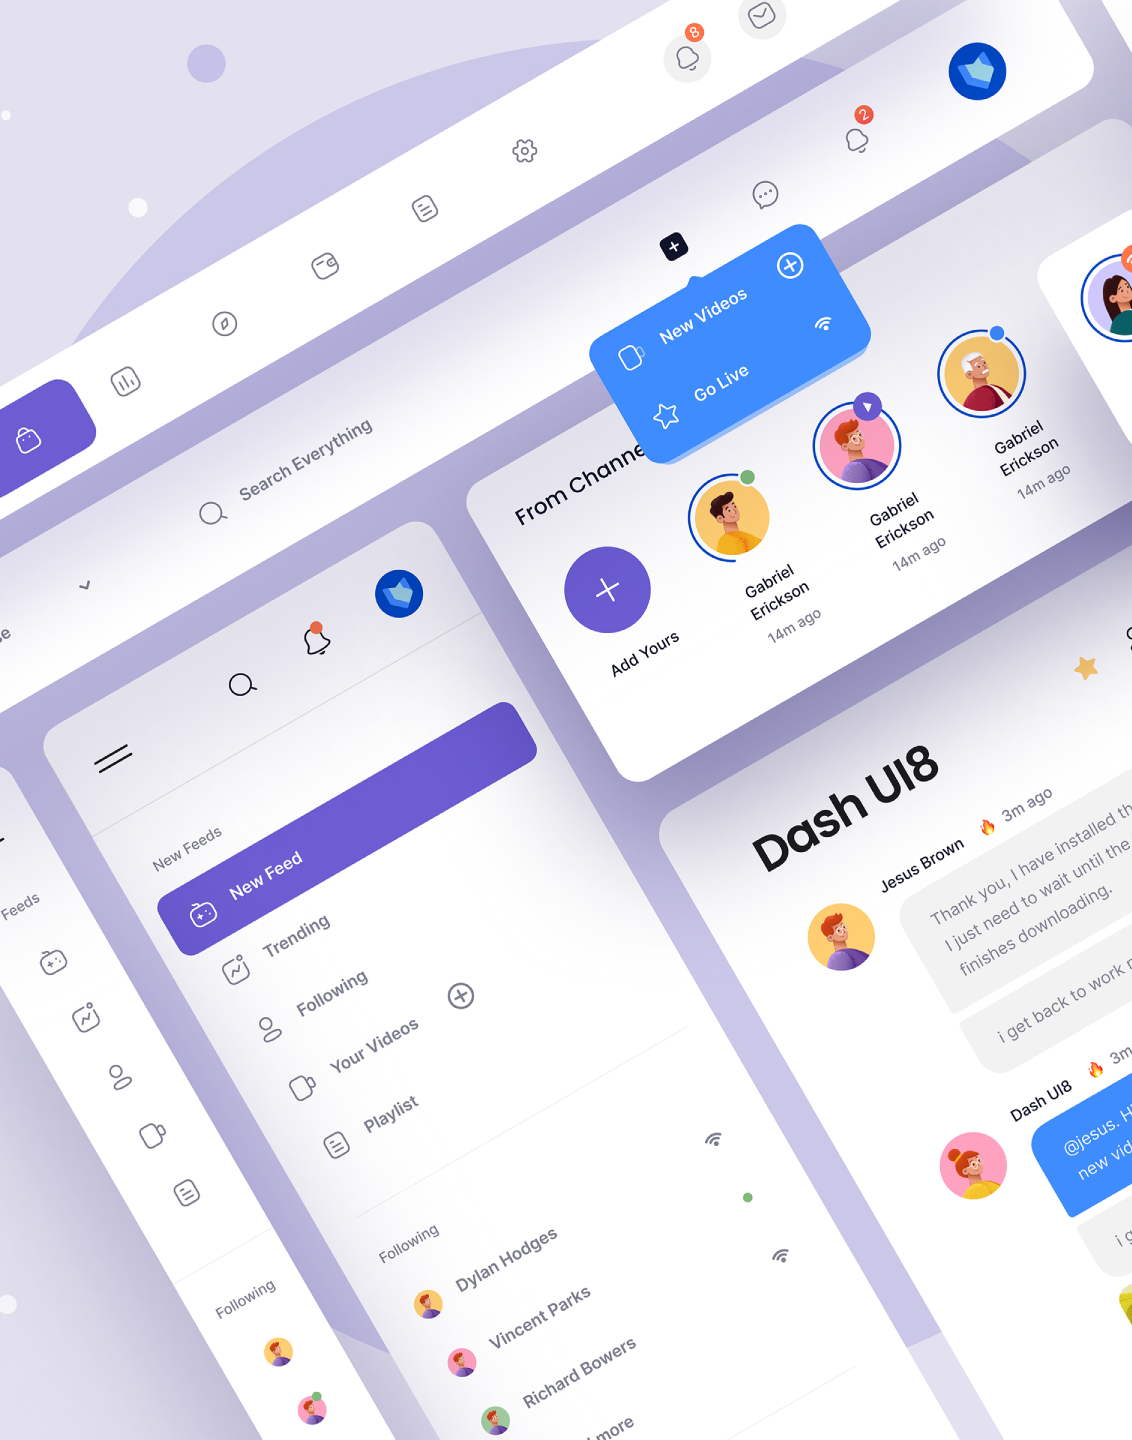 8
2
New Videos
Go Live
Search Everything
From Channe
Gabriel
Erickson
14m ago
Gabriel
Erickson
14m ago
Gabriel
Erickson
14m ago
Add Yours
New Feeds
New Feed
Trending
Following
Your Videos
Playlist
Following
Dylan Hodges
Vincent Parks
Richard Bowers
more
Feeds
Following
Dash UI8
Jesus Brown 🔥 3m ago
Thank you, I have installed th
I just need to wait until the
finishes downloading.
i get back to work
Dash UI8 🔥 3m
@jesus. H
new vid
i g